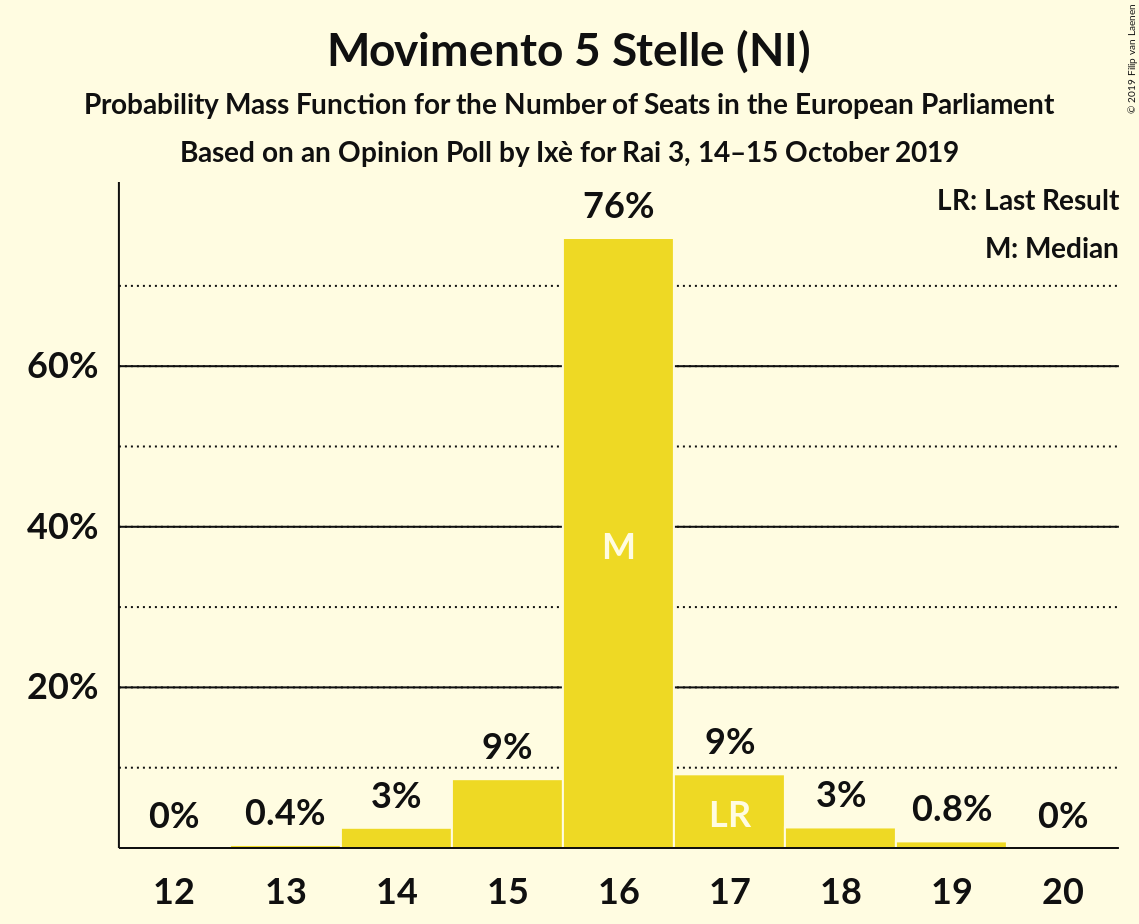 Movimento 5 Stelle (NI)
Probability Mass Function for the Number of Seats in the European Parliament
Based on an Opinion Poll by Ixè for Rai 3, 14–15 October 2019
© 2019 Filip van Laenen
LR: Last Result
M: Median
60%
40%
20%
0%
0.4%
3%
9%
76%
9%
3%
0.8%
0%
M
LR
12 13 14 15 16 17 18 19 20